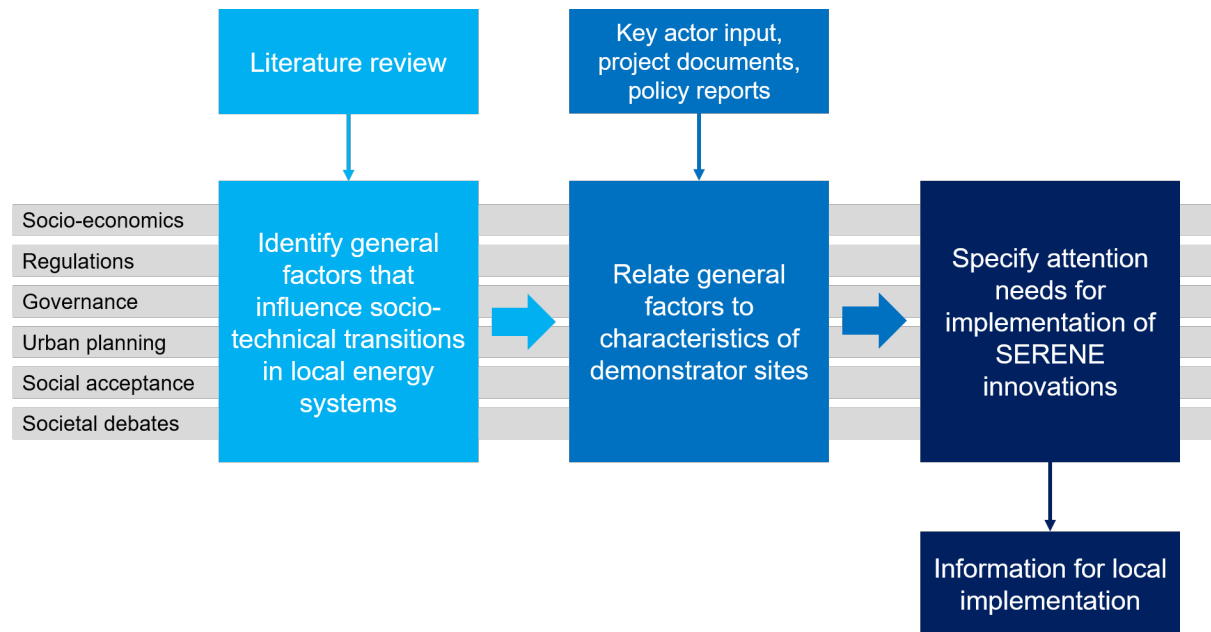 Literature review
Key actor input,
project documents,
policy reports
Socio-economics
Regulations
Governance
Urban planning
Social acceptance
Societal debates
Identify general
factors that
influence socio-
technical transitions
in local energy
systems
Relate general
factors to
characteristics of
demonstrator sites
Specify attention
needs for
implementation of
SERENE
innovations
Information for local
implementation